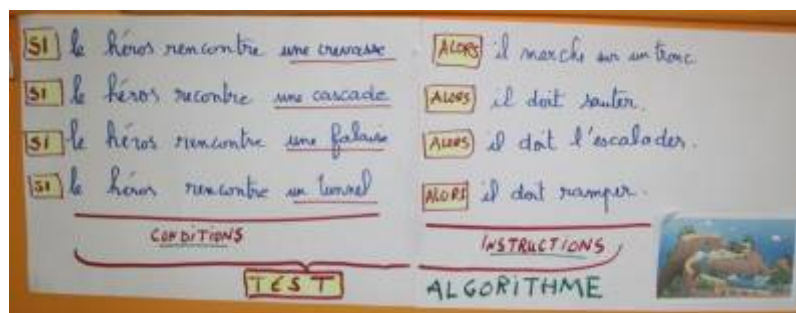 SI le héros rencontre une crevasse ALORS il marche sur un tronc.
SI le héros recontre une cascade ALORS il doit sauter.
SI le héros rencontre une falaise ALORS il doit l'escalader.
SI le héros rencontre un tunnel ALORS il doit ramper.
CONDITIONS INSTRUCTIONS
TEST ALGORITHME